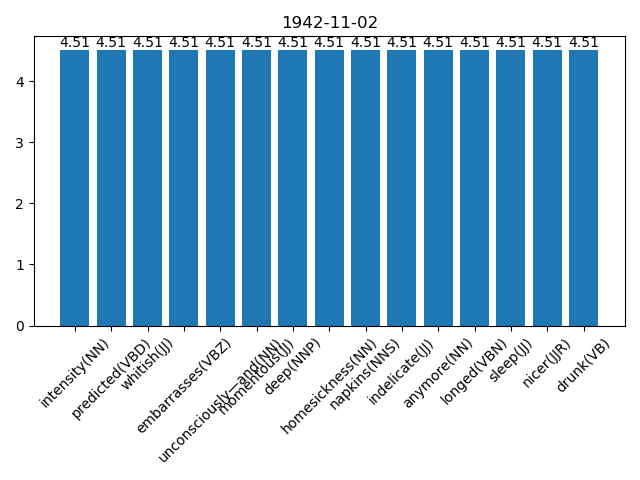 1942-11-02
4.51 4.51 4.51 4.51 4.51 4.51 4.51 4.51 4.51 4.51 4.51 4.51 4.51 4.51 4.51
4
3
2
1
0
intensity(NN)
predicted(VBD)
whitish(JJ)
embarrasses(VBZ)
unconsciously—and(NN)
momentous(JJ)
deep(NNP)
homesickness(NN)
napkins(NNS)
indelicate(JJ)
anymore(NN)
longed(VBN)
sleep(JJ)
nicer(JJR)
drunk(VB)